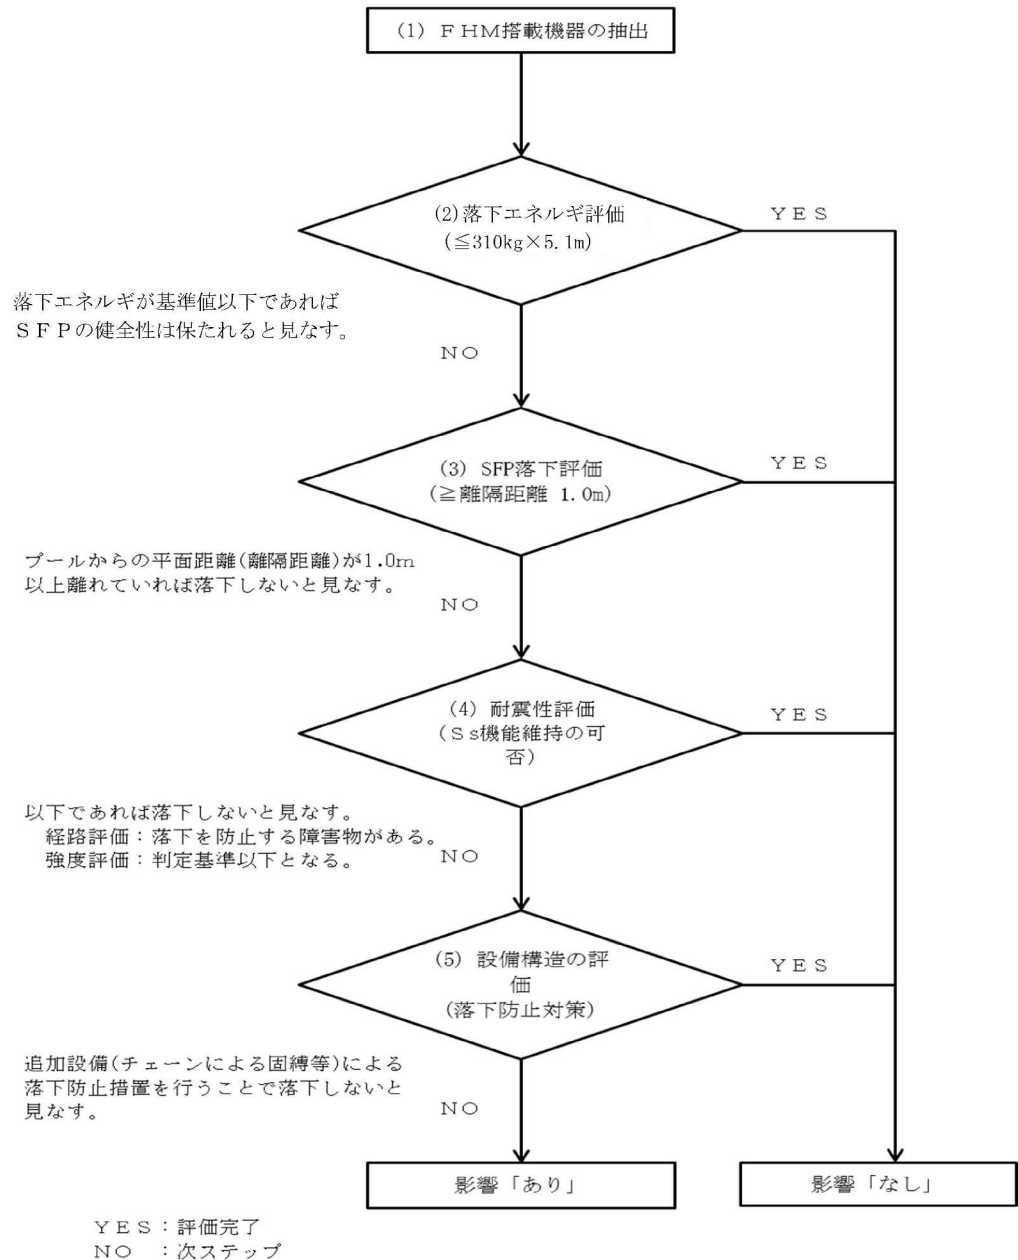 (1) ＦＨＭ搭載機器の抽出
(2)落下エネルギ評価
(≦310kg×5.1m)
ＹＥＳ
落下エネルギが基準値以下であれば
ＳＦＰの健全性は保たれると見なす。
ＮＯ
(3) SFP落下評価
(≧離隔距離 1.0m)
ＹＥＳ
プールからの平面距離(離隔距離)が1.0m
以上離れていれば落下しないと見なす。
ＮＯ
(4) 耐震性評価
(Ｓs機能維持の可
否)
ＹＥＳ
以下であれば落下しないと見なす。
経路評価：落下を防止する障害物がある。
強度評価：判定基準以下となる。
ＮＯ
(5) 設備構造の評
価
(落下防止対策)
ＹＥＳ
追加設備(チェーンによる固縛等)による
落下防止措置を行うことで落下しないと
見なす。
ＮＯ
影響「あり」
影響「なし」
ＹＥＳ：評価完了
ＮＯ　：次ステップ